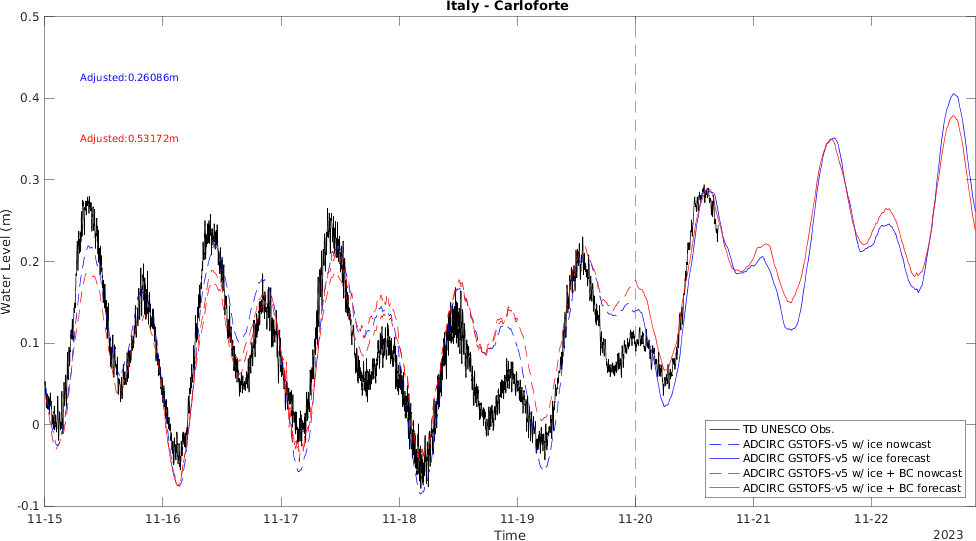 Italy - Carloforte
0.5
0.4
0.3
0.2
0.1
0
-0.1
Water Level (m)
Adjusted:0.26086m
Adjusted:0.53172m
TD UNESCO Obs.
ADCIRC GSTOFS-v5 w/ ice nowcast
ADCIRC GSTOFS-v5 w/ ice forecast
ADCIRC GSTOFS-v5 w/ ice + BC nowcast
ADCIRC GSTOFS-v5 w/ ice + BC forecast
11-15 11-16 11-17 11-18 11-19 11-20 11-21 11-22
Time
2023